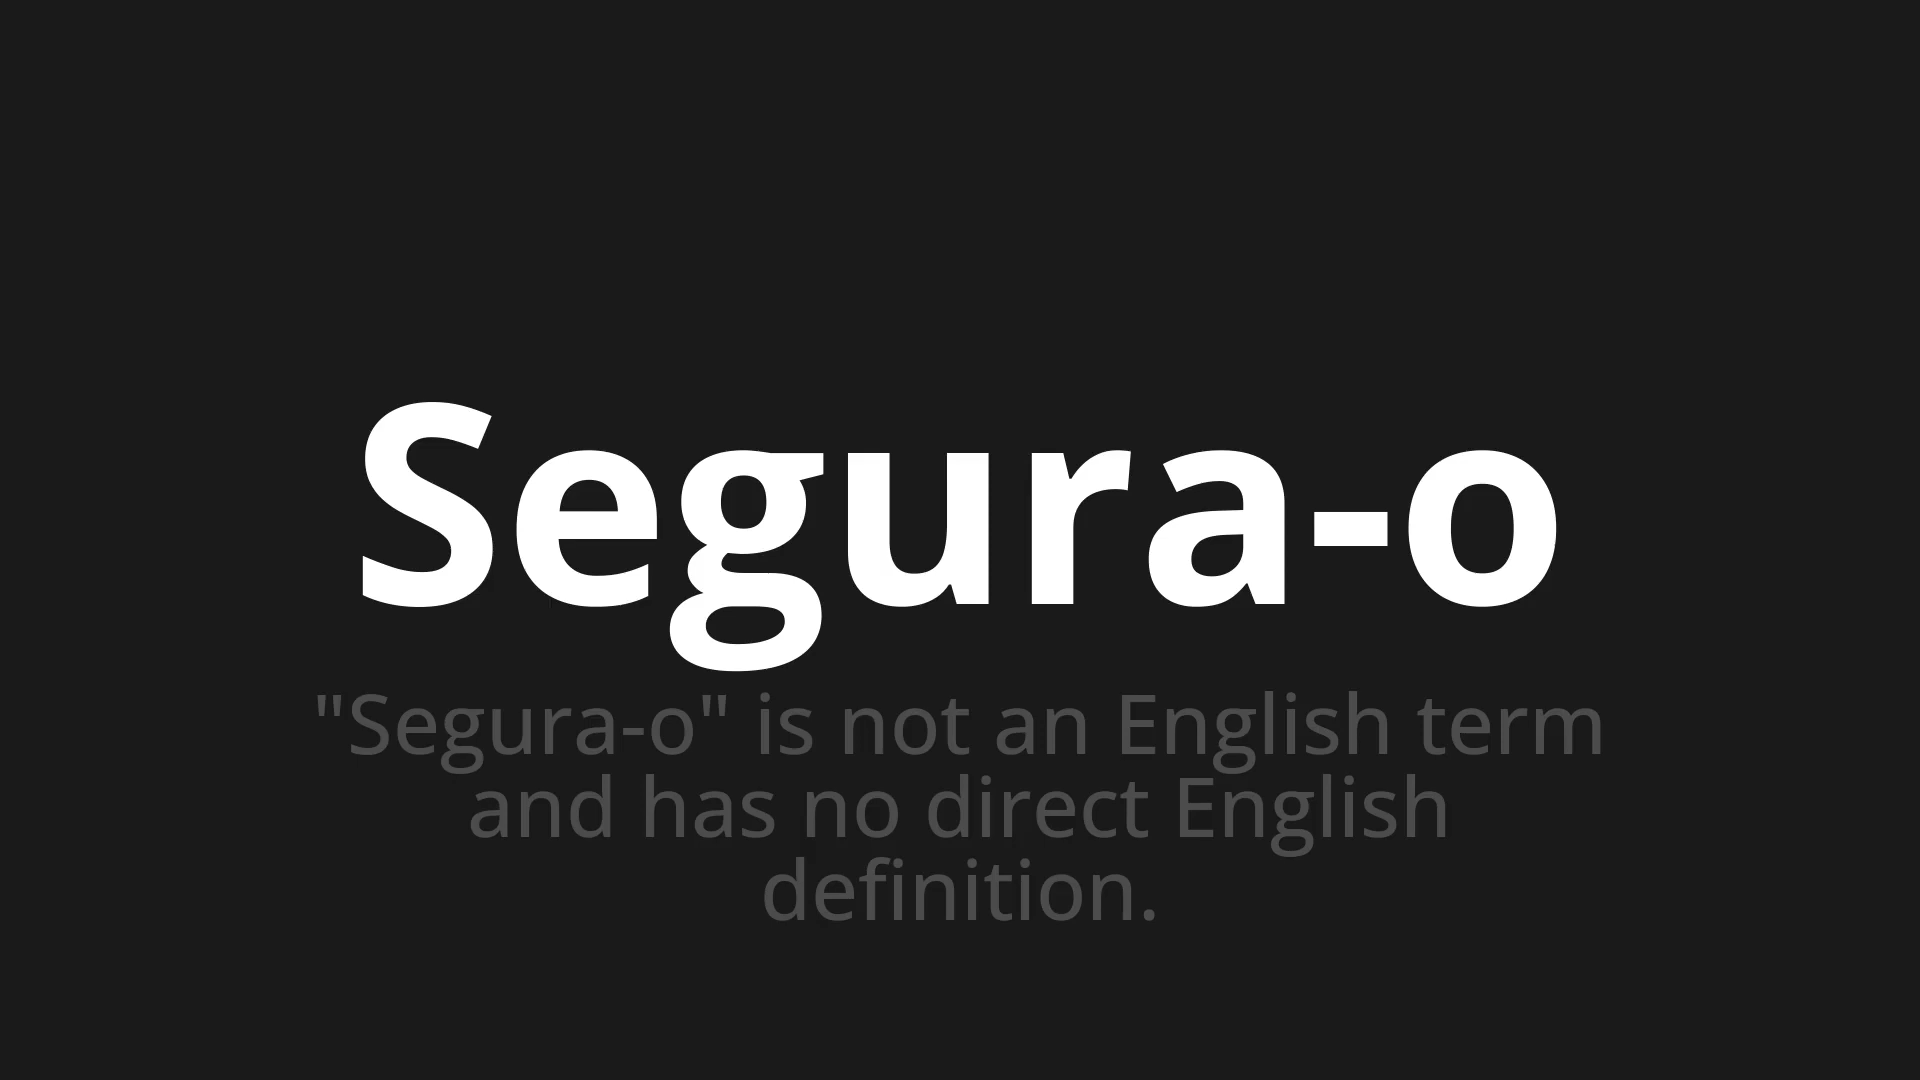 Segura-o
"Segura-o" is not an English term
and has no direct English
definition.